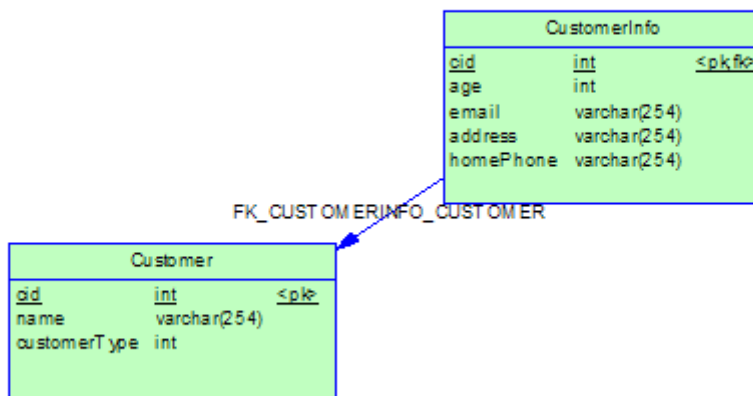 CustomerInfo
cid int <pk,fk>
age int
email varchar(254)
address varchar(254)
homePhone varchar(254)
FK_CUSTOMERINFO_CUSTOMER
Customer
cid int <pk>
name varchar(254)
customerType int